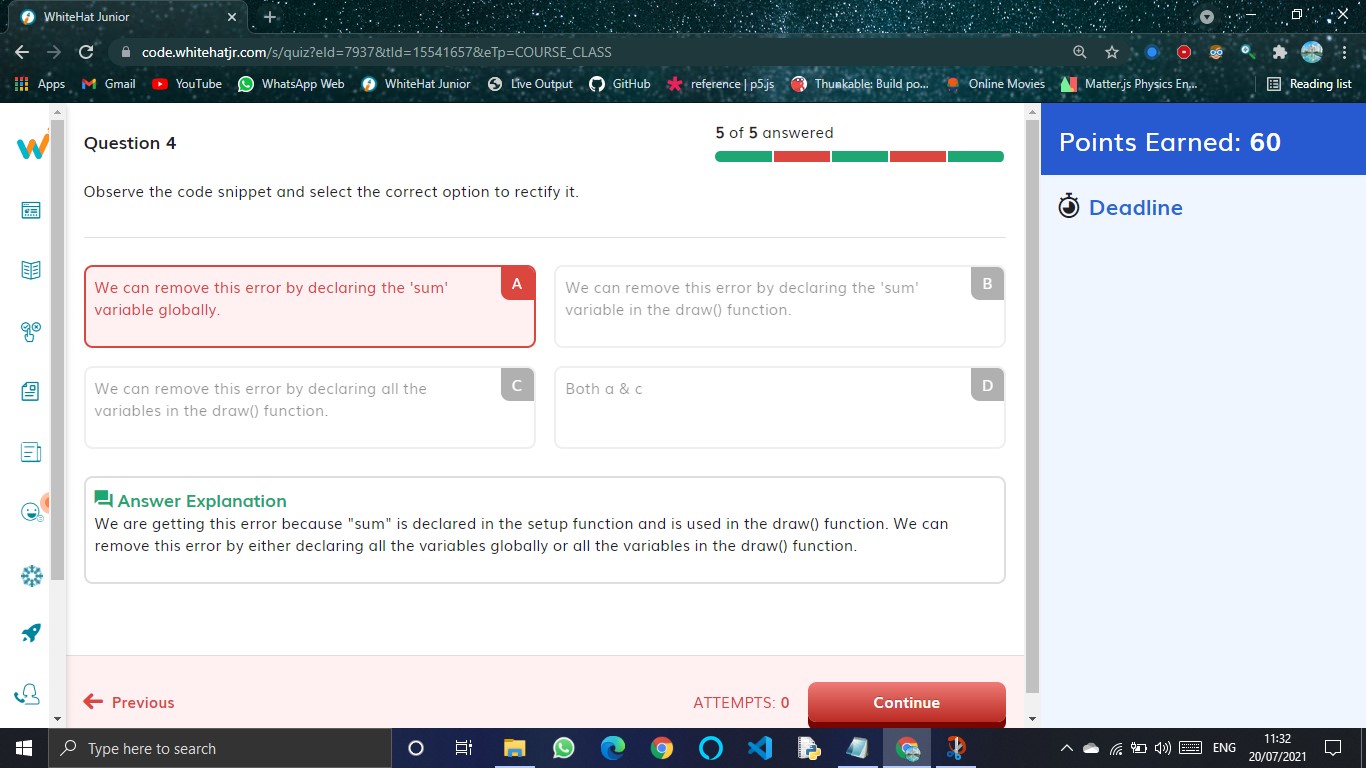 WhiteHat Junior
code.whitehatjr.com/s/quiz?eId=7937&tId=15541657&eTp=COURSE_CLASS
Apps
Gmail
YouTube
WhatsApp Web
WhiteHat Junior
Live Output
GitHub
reference | p5.js
Thunkable: Build po...
Online Movies
Matter.js Physics En...
Reading list
Question 4
5 of 5 answered
Points Earned: 60
Observe the code snippet and select the correct option to rectify it.
Deadline
We can remove this error by declaring the 'sum'
variable globally.
A
We can remove this error by declaring the 'sum'
variable in the draw() function.
B
We can remove this error by declaring all the
variables in the draw() function.
C
Both a & c
D
Answer Explanation
We are getting this error because "sum" is declared in the setup function and is used in the draw() function. We can
remove this error by either declaring all the variables globally or all the variables in the draw() function.
Previous
ATTEMPTS: 0
Continue
Type here to search
ENG
11:32
20/07/2021